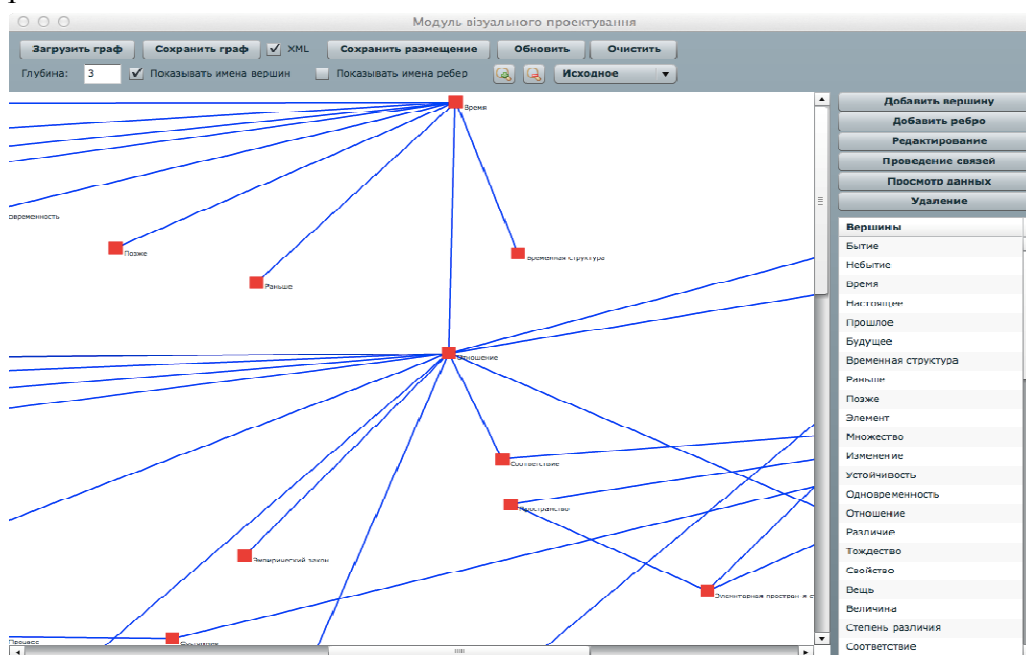 Модуль візуального проектування
Загрузить граф Сохранить граф XML Сохранить размещение Обновить Очистить
Глубина: 3 Показывать имена вершин Показывать имена ребер Исходное
Добавить вершину
Добавить ребро
Редактирование
Проведение связей
Просмотр данных
Удаление
Время
овременность
Позже
Временная структура
Раньше
Отношение
Соответствие
Пространство
Эмпирический закон
Процесс
Вершины
Бытие
Небытие
Время
Настоящее
Прошлое
Будущее
Временная структура
Раньше
Позже
Элемент
Множество
Изменение
Устойчивость
Одновременность
Отношение
Различие
Тождество
Свойство
Вещь
Величина
Степень различия
Соответствие